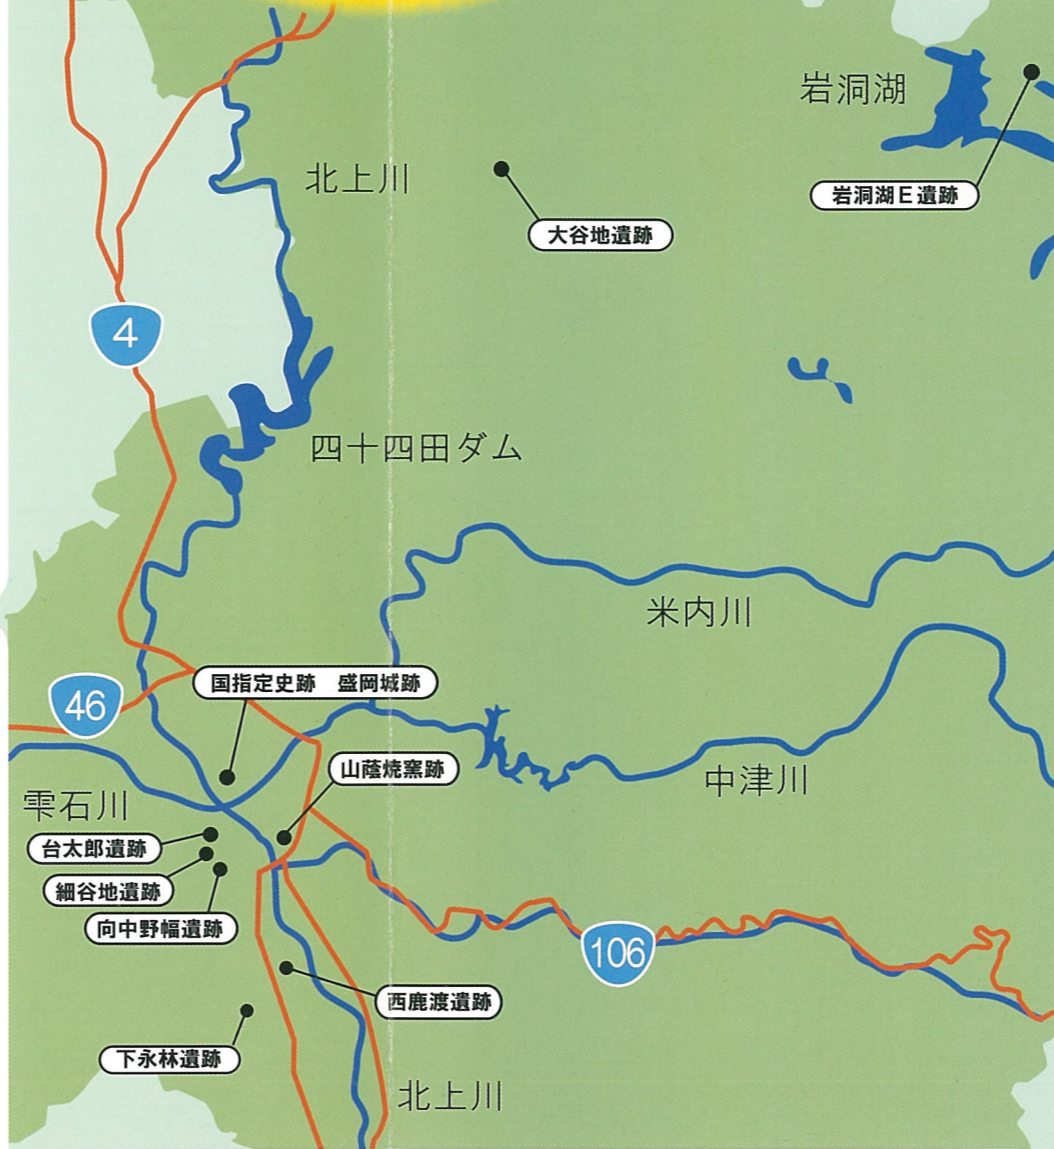 岩洞湖
北上川
岩洞湖E遺跡
大谷地遺跡
4
四十四田ダム
米内川
国指定史跡　盛岡城跡
46
山蔭焼窯跡
中津川
雫石川
台太郎遺跡
細谷地遺跡
向中野幅遺跡
106
西鹿渡遺跡
下永林遺跡
北上川